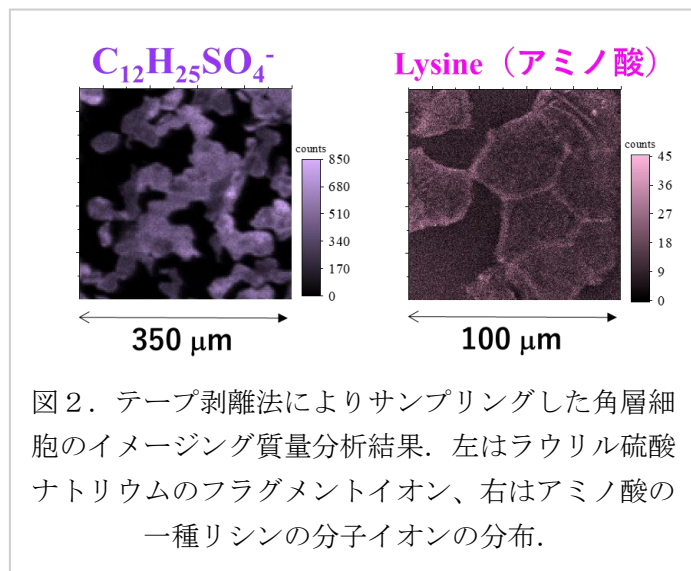 C₁₂H₂₅SO₄⁻
Lysine（アミノ酸）
counts
850
680
510
340
170
0
350 μm
counts
45
36
27
18
9
0
100 μm
図２．テープ剥離法によりサンプリングした角層細
胞のイメージング質量分析結果．左はラウリル硫酸
ナトリウムのフラグメントイオン、右はアミノ酸の
一種リシンの分子イオンの分布．